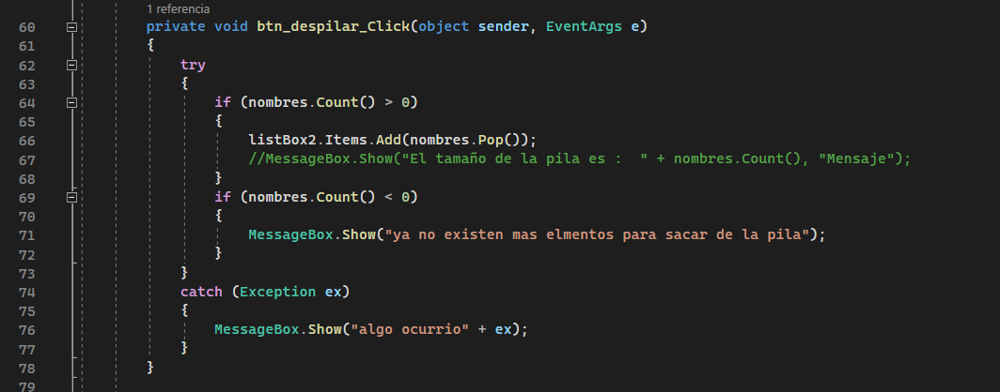 1 referencia
60 private void btn_despilar_Click(object sender, EventArgs e)
61 {
62 try
63 {
64 if (nombres.Count() > 0)
65 {
66 listBox2.Items.Add(nombres.Pop());
67 //MessageBox.Show("El tamaño de la pila es :  " + nombres.Count(), "Mensaje");
68 }
69 if (nombres.Count() < 0)
70 {
71 MessageBox.Show("ya no existen mas elmentos para sacar de la pila");
72 }
73 }
74 catch (Exception ex)
75 {
76 MessageBox.Show("algo ocurrio" + ex);
77 }
78 }
79